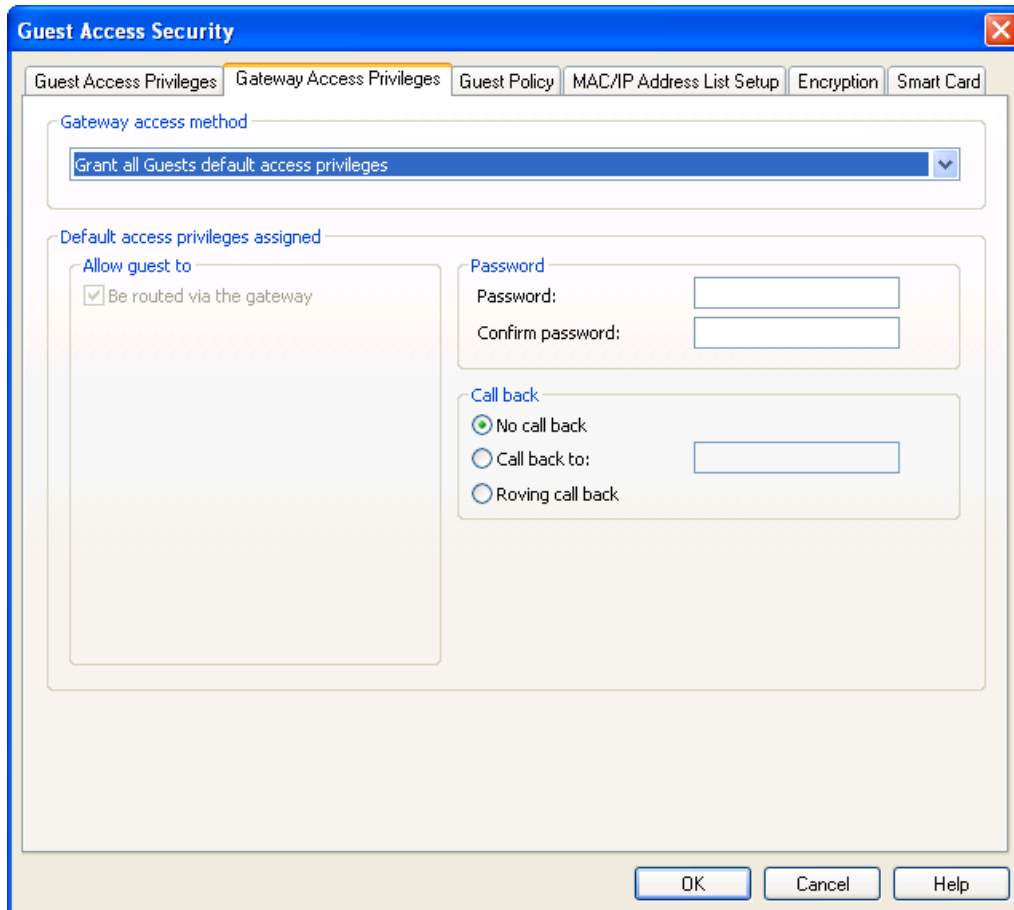 Guest Access Security
Guest Access Privileges Gateway Access Privileges Guest Policy MAC/IP Address List Setup Encryption Smart Card
Gateway access method
Grant all Guests default access privileges
Default access privileges assigned
Allow guest to
Be routed via the gateway
Password
Password:
Confirm password:
Call back
No call back
Call back to:
Roving call back
OK Cancel Help